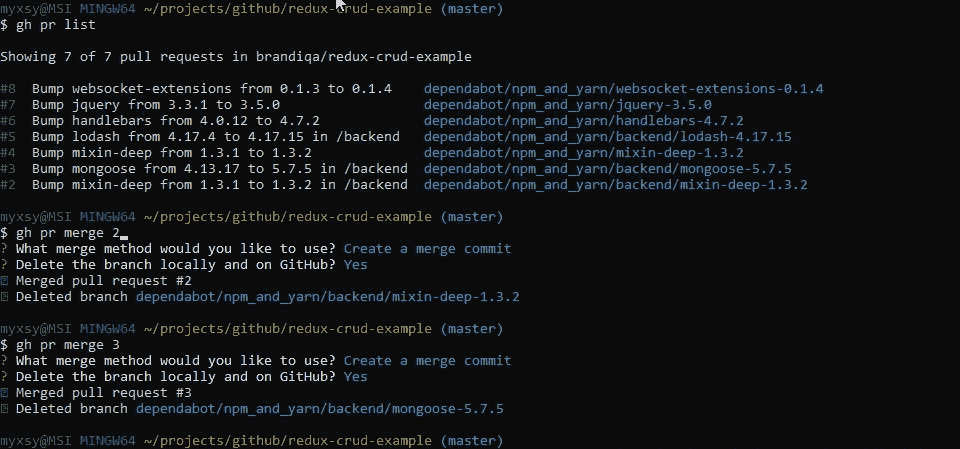 myxsy@MSI MINGW64 ~/projects/github/redux-crud-example (master)
$ gh pr list
Showing 7 of 7 pull requests in brandiqa/redux-crud-example
#8 Bump websocket-extensions from 0.1.3 to 0.1.4 dependabot/npm_and_yarn/websocket-extensions-0.1.4
#7 Bump jquery from 3.3.1 to 3.5.0 dependabot/npm_and_yarn/jquery-3.5.0
#6 Bump handlebars from 4.0.12 to 4.7.2 dependabot/npm_and_yarn/handlebars-4.7.2
#5 Bump lodash from 4.17.4 to 4.17.15 in /backend dependabot/npm_and_yarn/backend/lodash-4.17.15
#4 Bump mixin-deep from 1.3.1 to 1.3.2 dependabot/npm_and_yarn/mixin-deep-1.3.2
#3 Bump mongoose from 4.13.17 to 5.7.5 in /backend dependabot/npm_and_yarn/backend/mongoose-5.7.5
#2 Bump mixin-deep from 1.3.1 to 1.3.2 in /backend dependabot/npm_and_yarn/backend/mixin-deep-1.3.2
myxsy@MSI MINGW64 ~/projects/github/redux-crud-example (master)
$ gh pr merge 2
? What merge method would you like to use? Create a merge commit
? Delete the branch locally and on GitHub? Yes
Merged pull request #2
Deleted branch dependabot/npm_and_yarn/backend/mixin-deep-1.3.2
myxsy@MSI MINGW64 ~/projects/github/redux-crud-example (master)
$ gh pr merge 3
? What merge method would you like to use? Create a merge commit
? Delete the branch locally and on GitHub? Yes
Merged pull request #3
Deleted branch dependabot/npm_and_yarn/backend/mongoose-5.7.5
myxsy@MSI MINGW64 ~/projects/github/redux-crud-example (master)